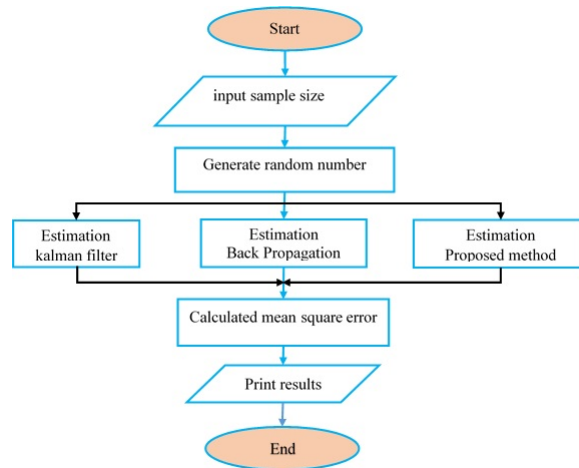 Start
input sample size
Generate random number
Estimation
kalman filter
Estimation
Back Propagation
Estimation
Proposed method
Calculated mean square error
Print results
End